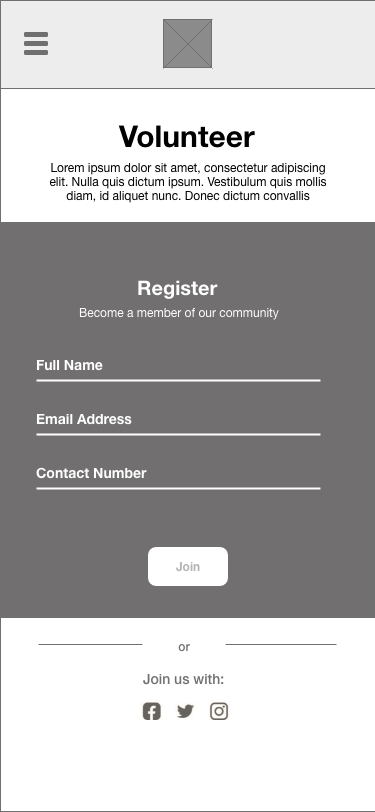 Volunteer
Lorem ipsum dolor sit amet, consectetur adipiscing
elit. Nulla quis dictum ipsum. Vestibulum quis mollis
diam, id aliquet nunc. Donec dictum convallis
Register
Become a member of our community
Full Name
Email Address
Contact Number
Join
or
Join us with: